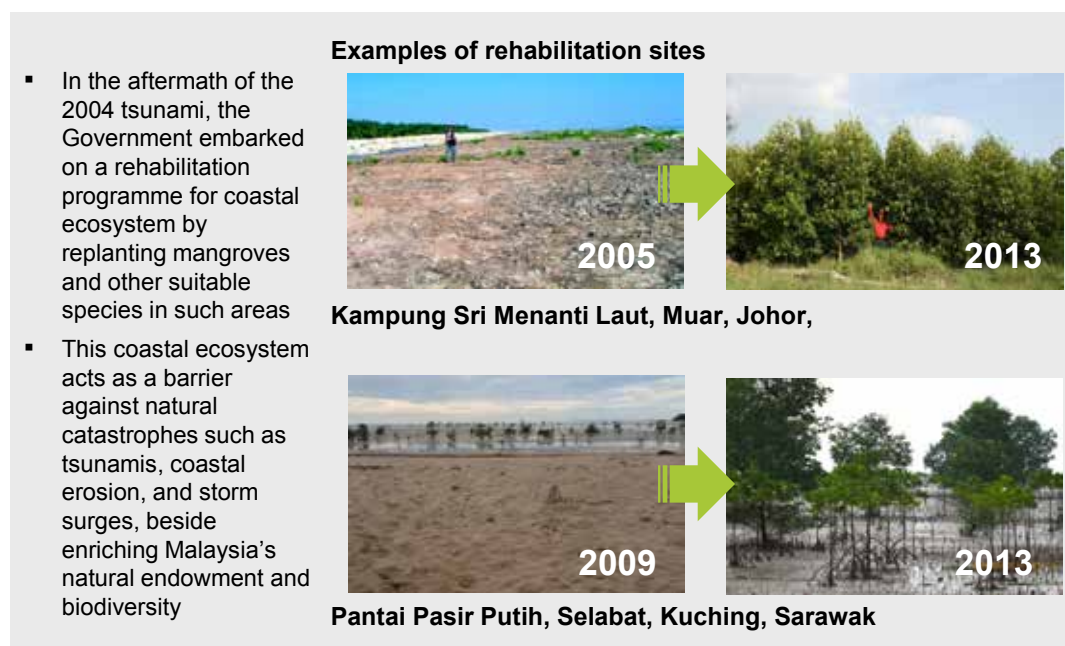 Examples of rehabilitation sites
▪ In the aftermath of the
2004 tsunami, the
Government embarked
on a rehabilitation
programme for coastal
ecosystem by
replanting mangroves
and other suitable
species in such areas
▪ This coastal ecosystem
acts as a barrier
against natural
catastrophes such as
tsunamis, coastal
erosion, and storm
surges, beside
enriching Malaysia's
natural endowment and
biodiversity
2005
2013
Kampung Sri Menanti Laut, Muar, Johor,
2009
2013
Pantai Pasir Putih, Selabat, Kuching, Sarawak